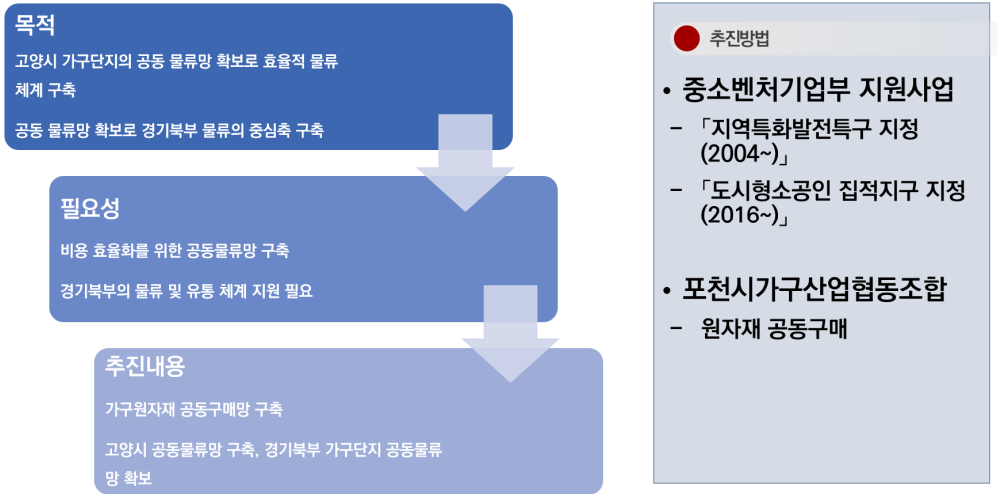 목적
고양시 가구단지의 공동 물류망 확보로 효율적 물류
체계 구축
공동 물류망 확보로 경기북부 물류의 중심축 구축
필요성
비용 효율화를 위한 공동물류망 구축
경기북부의 물류 및 유통 체계 지원 필요
추진내용
가구원자재 공동구매망 구축
고양시 공동물류망 구축, 경기북부 가구단지 공동물류
망 확보
추진방법
• 중소벤처기업부 지원사업
– 「지역특화발전특구 지정
(2004~)」
– 「도시형소공인 집적지구 지정
(2016~)」
• 포천시가구산업협동조합
– 원자재 공동구매